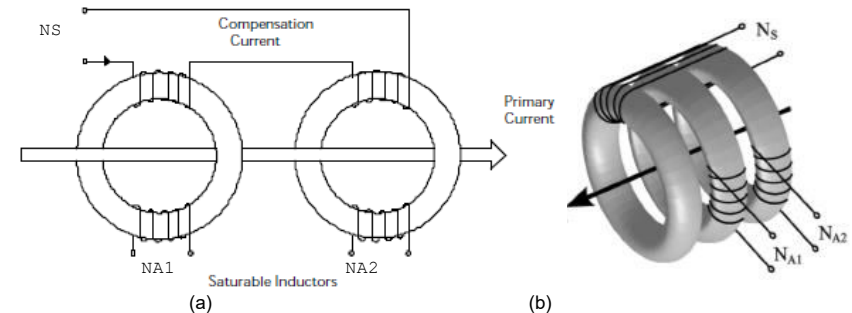 NS
Compensation
Current
NA1
NA2
Saturable Inductors
(a)
Primary
Current
NS
NA1
NA2
(b)